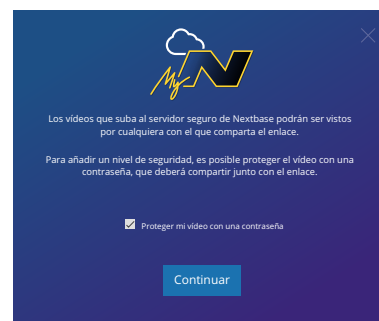 My N
Los vídeos que suba al servidor seguro de Nextbase podrán ser vistos
por cualquiera con el que comparta el enlace.
Para añadir un nivel de seguridad, es posible proteger el vídeo con una
contraseña, que deberá compartir junto con el enlace.
Proteger mi vídeo con una contraseña
Continuar